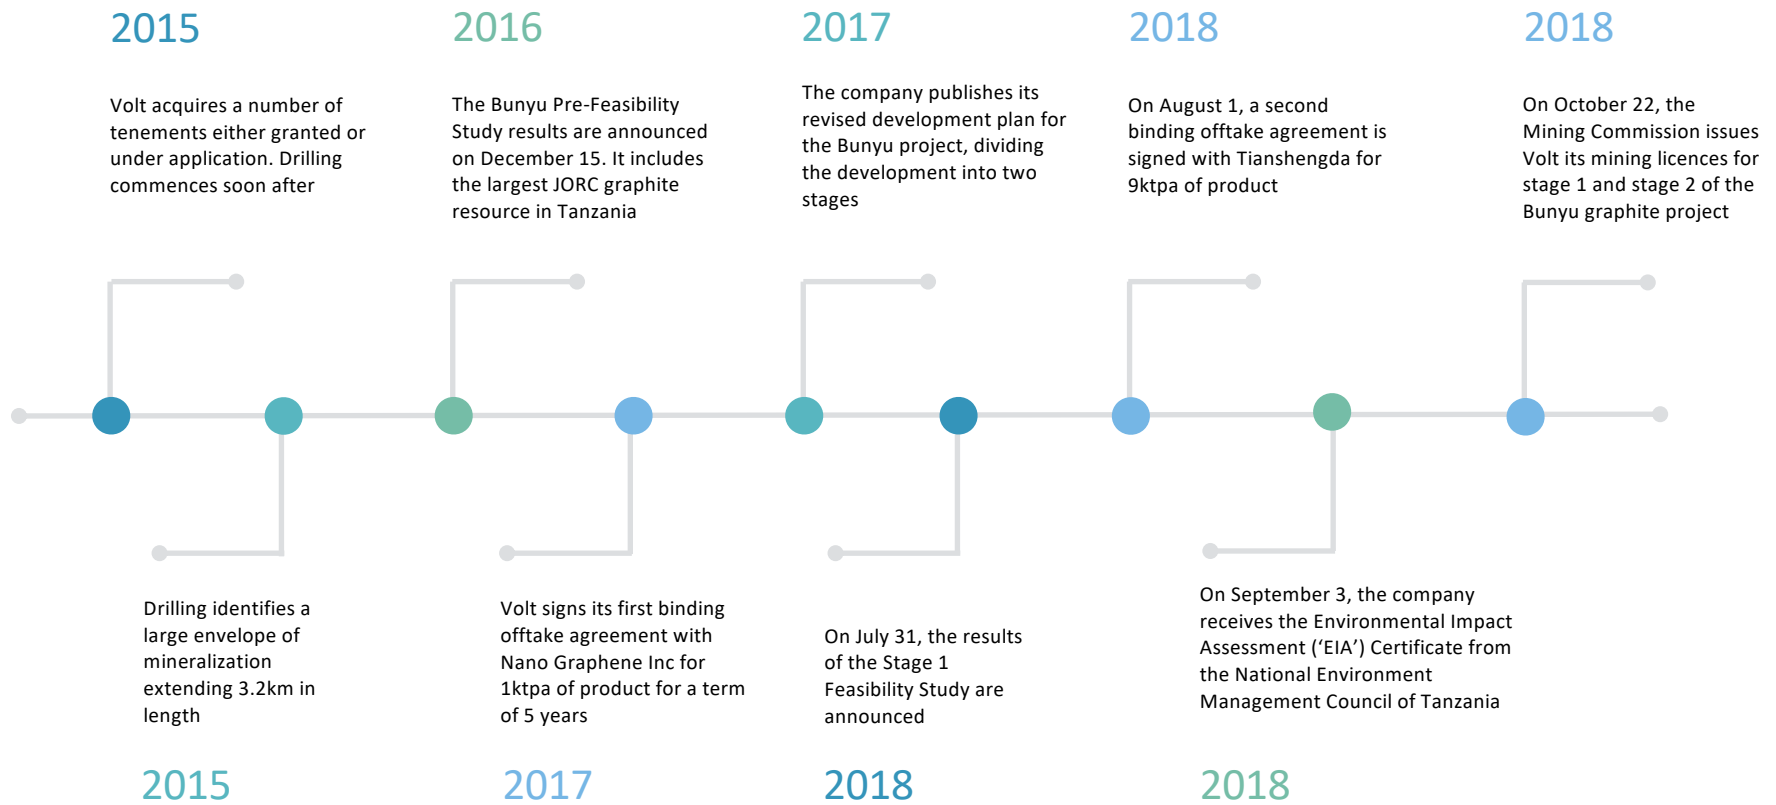 2015
Volt acquires a number of
tenements either granted or
under application. Drilling
commences soon after
2016
The Bunyu Pre-Feasibility
Study results are announced
on December 15. It includes
the largest JORC graphite
resource in Tanzania
2017
The company publishes its
revised development plan for
the Bunyu project, dividing
the development into two
stages
2018
On August 1, a second
binding offtake agreement is
signed with Tianshengda for
9ktpa of product
2018
On October 22, the
Mining Commission issues
Volt its mining licences for
stage 1 and stage 2 of the
Bunyu graphite project
Drilling identifies a
large envelope of
mineralization
extending 3.2km in
length
2015
Volt signs its first binding
offtake agreement with
Nano Graphene Inc for
1ktpa of product for a term
of 5 years
2017
On July 31, the results
of the Stage 1
Feasibility Study are
announced
2018
On September 3, the company
receives the Environmental Impact
Assessment (‘EIA’) Certificate from
the National Environment
Management Council of Tanzania
2018